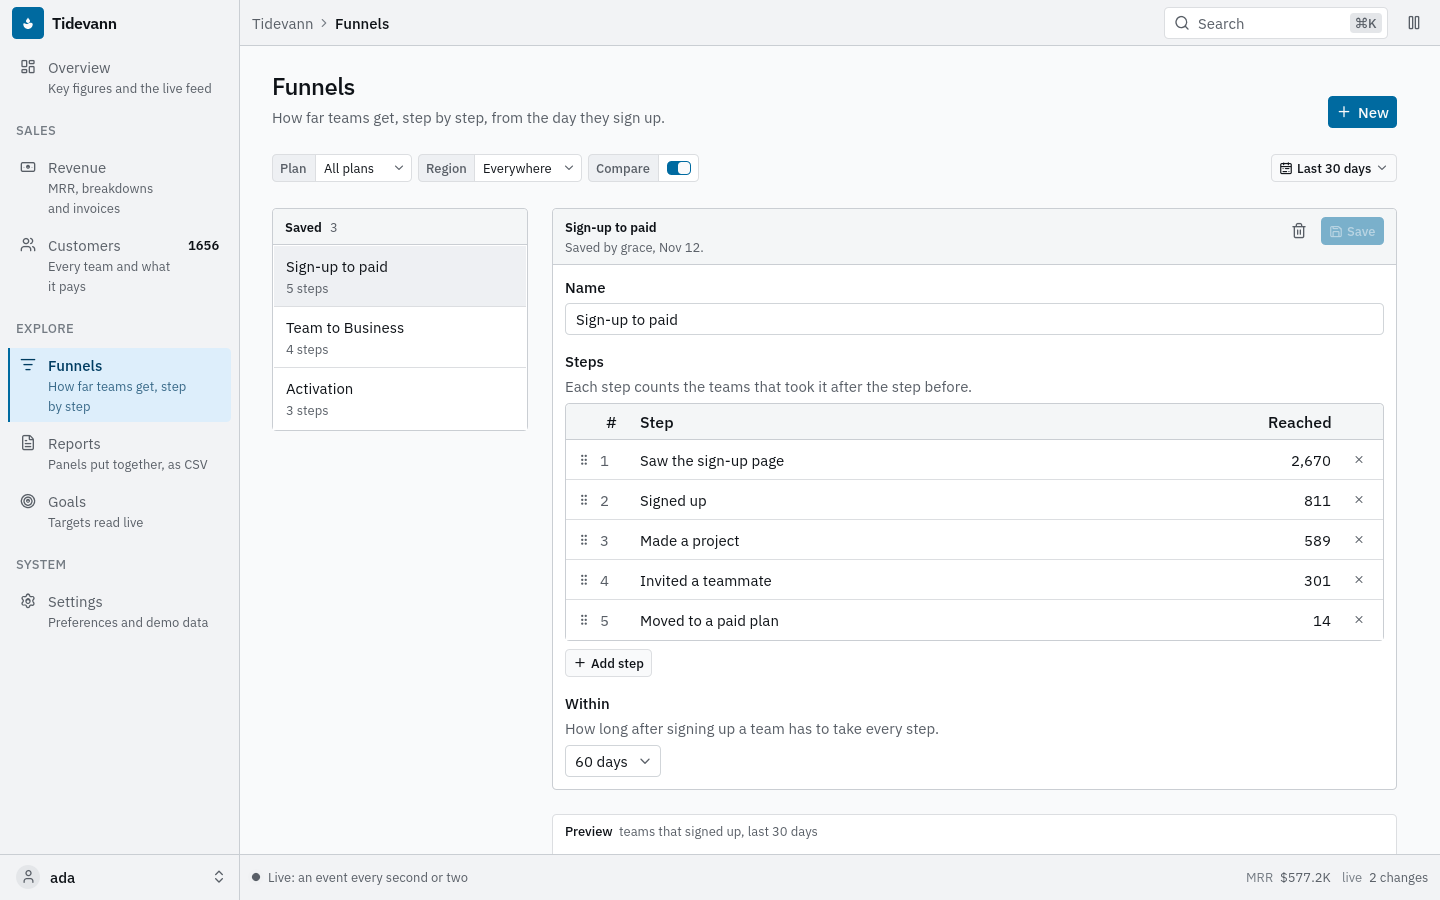 Tidevann
Overview
Key figures and the live feed
SALES
Revenue
MRR, breakdowns
and invoices
Customers 1656
Every team and what
it pays
EXPLORE
Funnels
How far teams get, step
by step
Reports
Panels put together, as CSV
Goals
Targets read live
SYSTEM
Settings
Preferences and demo data
ada
Tidevann Funnels
Search ⌘K
Funnels
How far teams get, step by step, from the day they sign up.
New
Plan All plans Region Everywhere Compare Last 30 days
Saved 3
Sign-up to paid
5 steps
Team to Business
4 steps
Activation
3 steps
Sign-up to paid
Saved by grace, Nov 12.
Save
Name
Sign-up to paid
Steps
Each step counts the teams that took it after the step before.
# Step Reached
1 Saw the sign-up page 2,670
2 Signed up 811
3 Made a project 589
4 Invited a teammate 301
5 Moved to a paid plan 14
Add step
Within
How long after signing up a team has to take every step.
60 days
Preview teams that signed up, last 30 days
Live: an event every second or two
MRR $577.2K live 2 changes